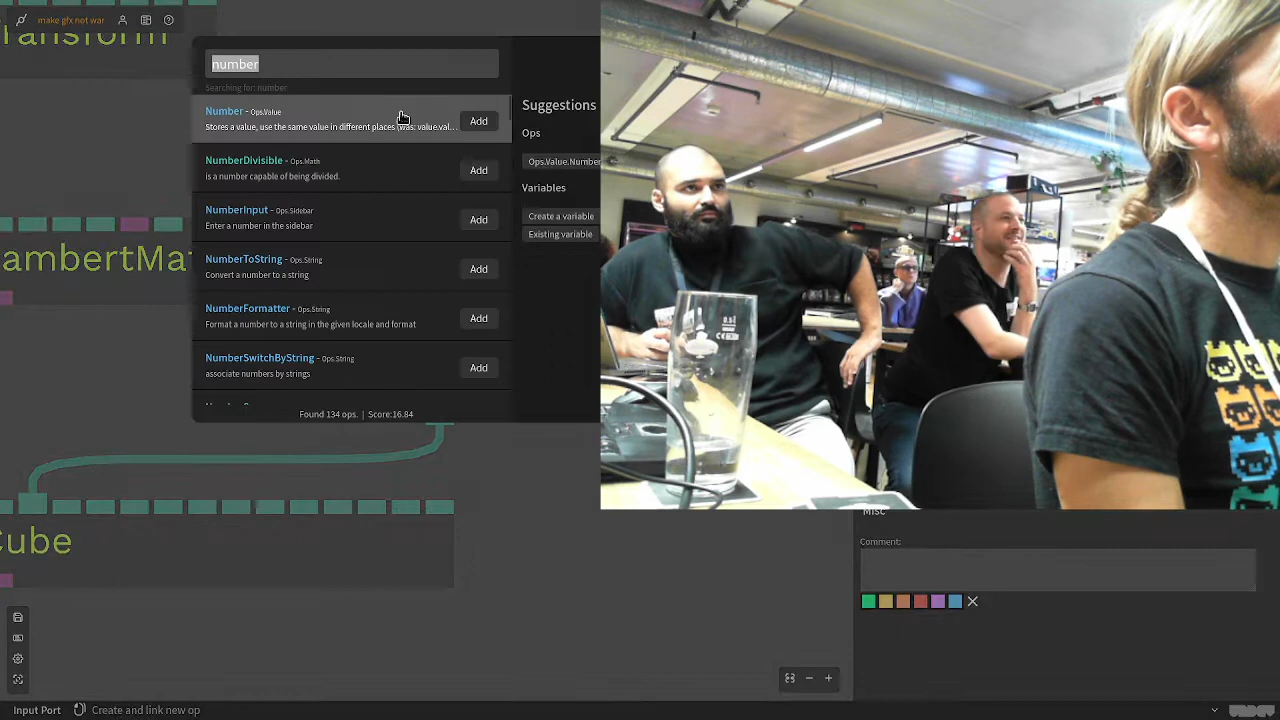 make gfx not war
Transform
number
Searching for: number
Number - Ops.Value
Stores a value, use the same value in different places
Add
NumberDivisible - Ops.Math
is a number capable of being divided.
Add
NumberInput - Ops.Sidebar
Enter a number in the sideb
Add
NumberToString - Ops.String
Convert a number to a string
Add
NumberFormatter - Ops.String
Format a number to a string in the given locale and format
Add
NumberSwitchByString - Ops.String
associate numbers by strings
Add
Found 134 ops. | Score:16.84
Suggestions
Ops
Ops.Value.Number
Variables
Create a variable
Existing variable
ambertMat
Cube
0.5l
Misc
Comment:
Input Port
Create and link new op